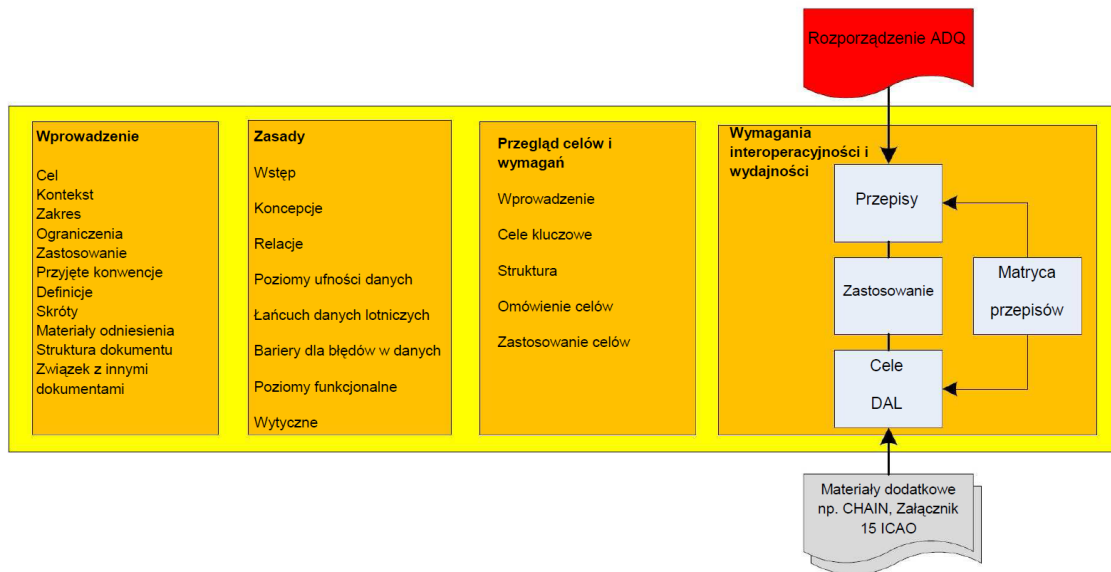 Rozporządzenie ADQ
Wprowadzenie
Cel
Kontekst
Zakres
Ograniczenia
Zastosowanie
Przyjęte konwencje
Definicje
Skróty
Materiały odniesienia
Struktura dokumentu
Związek z innymi
dokumentami
Zasady
Wstęp
Koncepcje
Relacje
Poziomy ufności danych
Łańcuch danych lotniczych
Bariery dla błędów w danych
Poziomy funkcjonalne
Wytyczne
Przegląd celów i
wymagań
Wprowadzenie
Cele kluczowe
Struktura
Omówienie celów
Zastosowanie celów
Wymagania
interoperacyjności i
wydajności
Przepisy
Zastosowanie
Cele
DAL
Matryca
przepisów
Materiały dodatkowe
np. CHAIN, Załącznik
15 ICAO